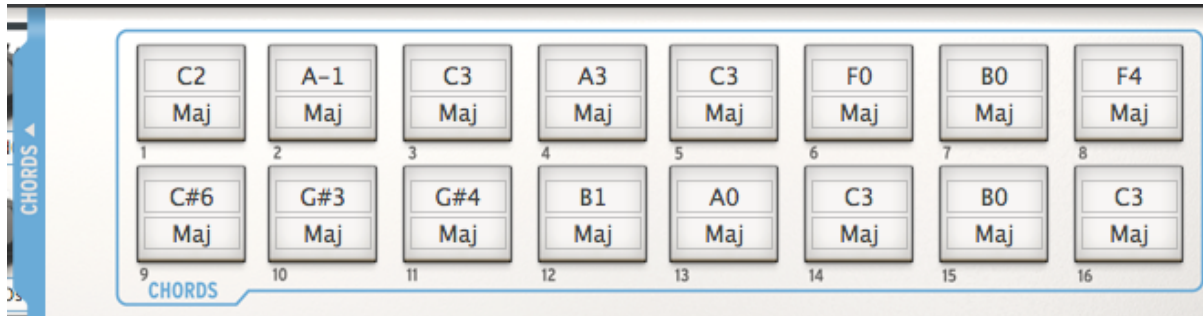 C2 A-1 C3 A3 C3 F0 B0 F4
Maj Maj Maj Maj Maj Maj Maj Maj
1 2 3 4 5 6 7 8
CHORDS
C#6 G#3 G#4 B1 A0 C3 B0 C3
Maj Maj Maj Maj Maj Maj Maj Maj
9 10 11 12 13 14 15 16
CHORDS